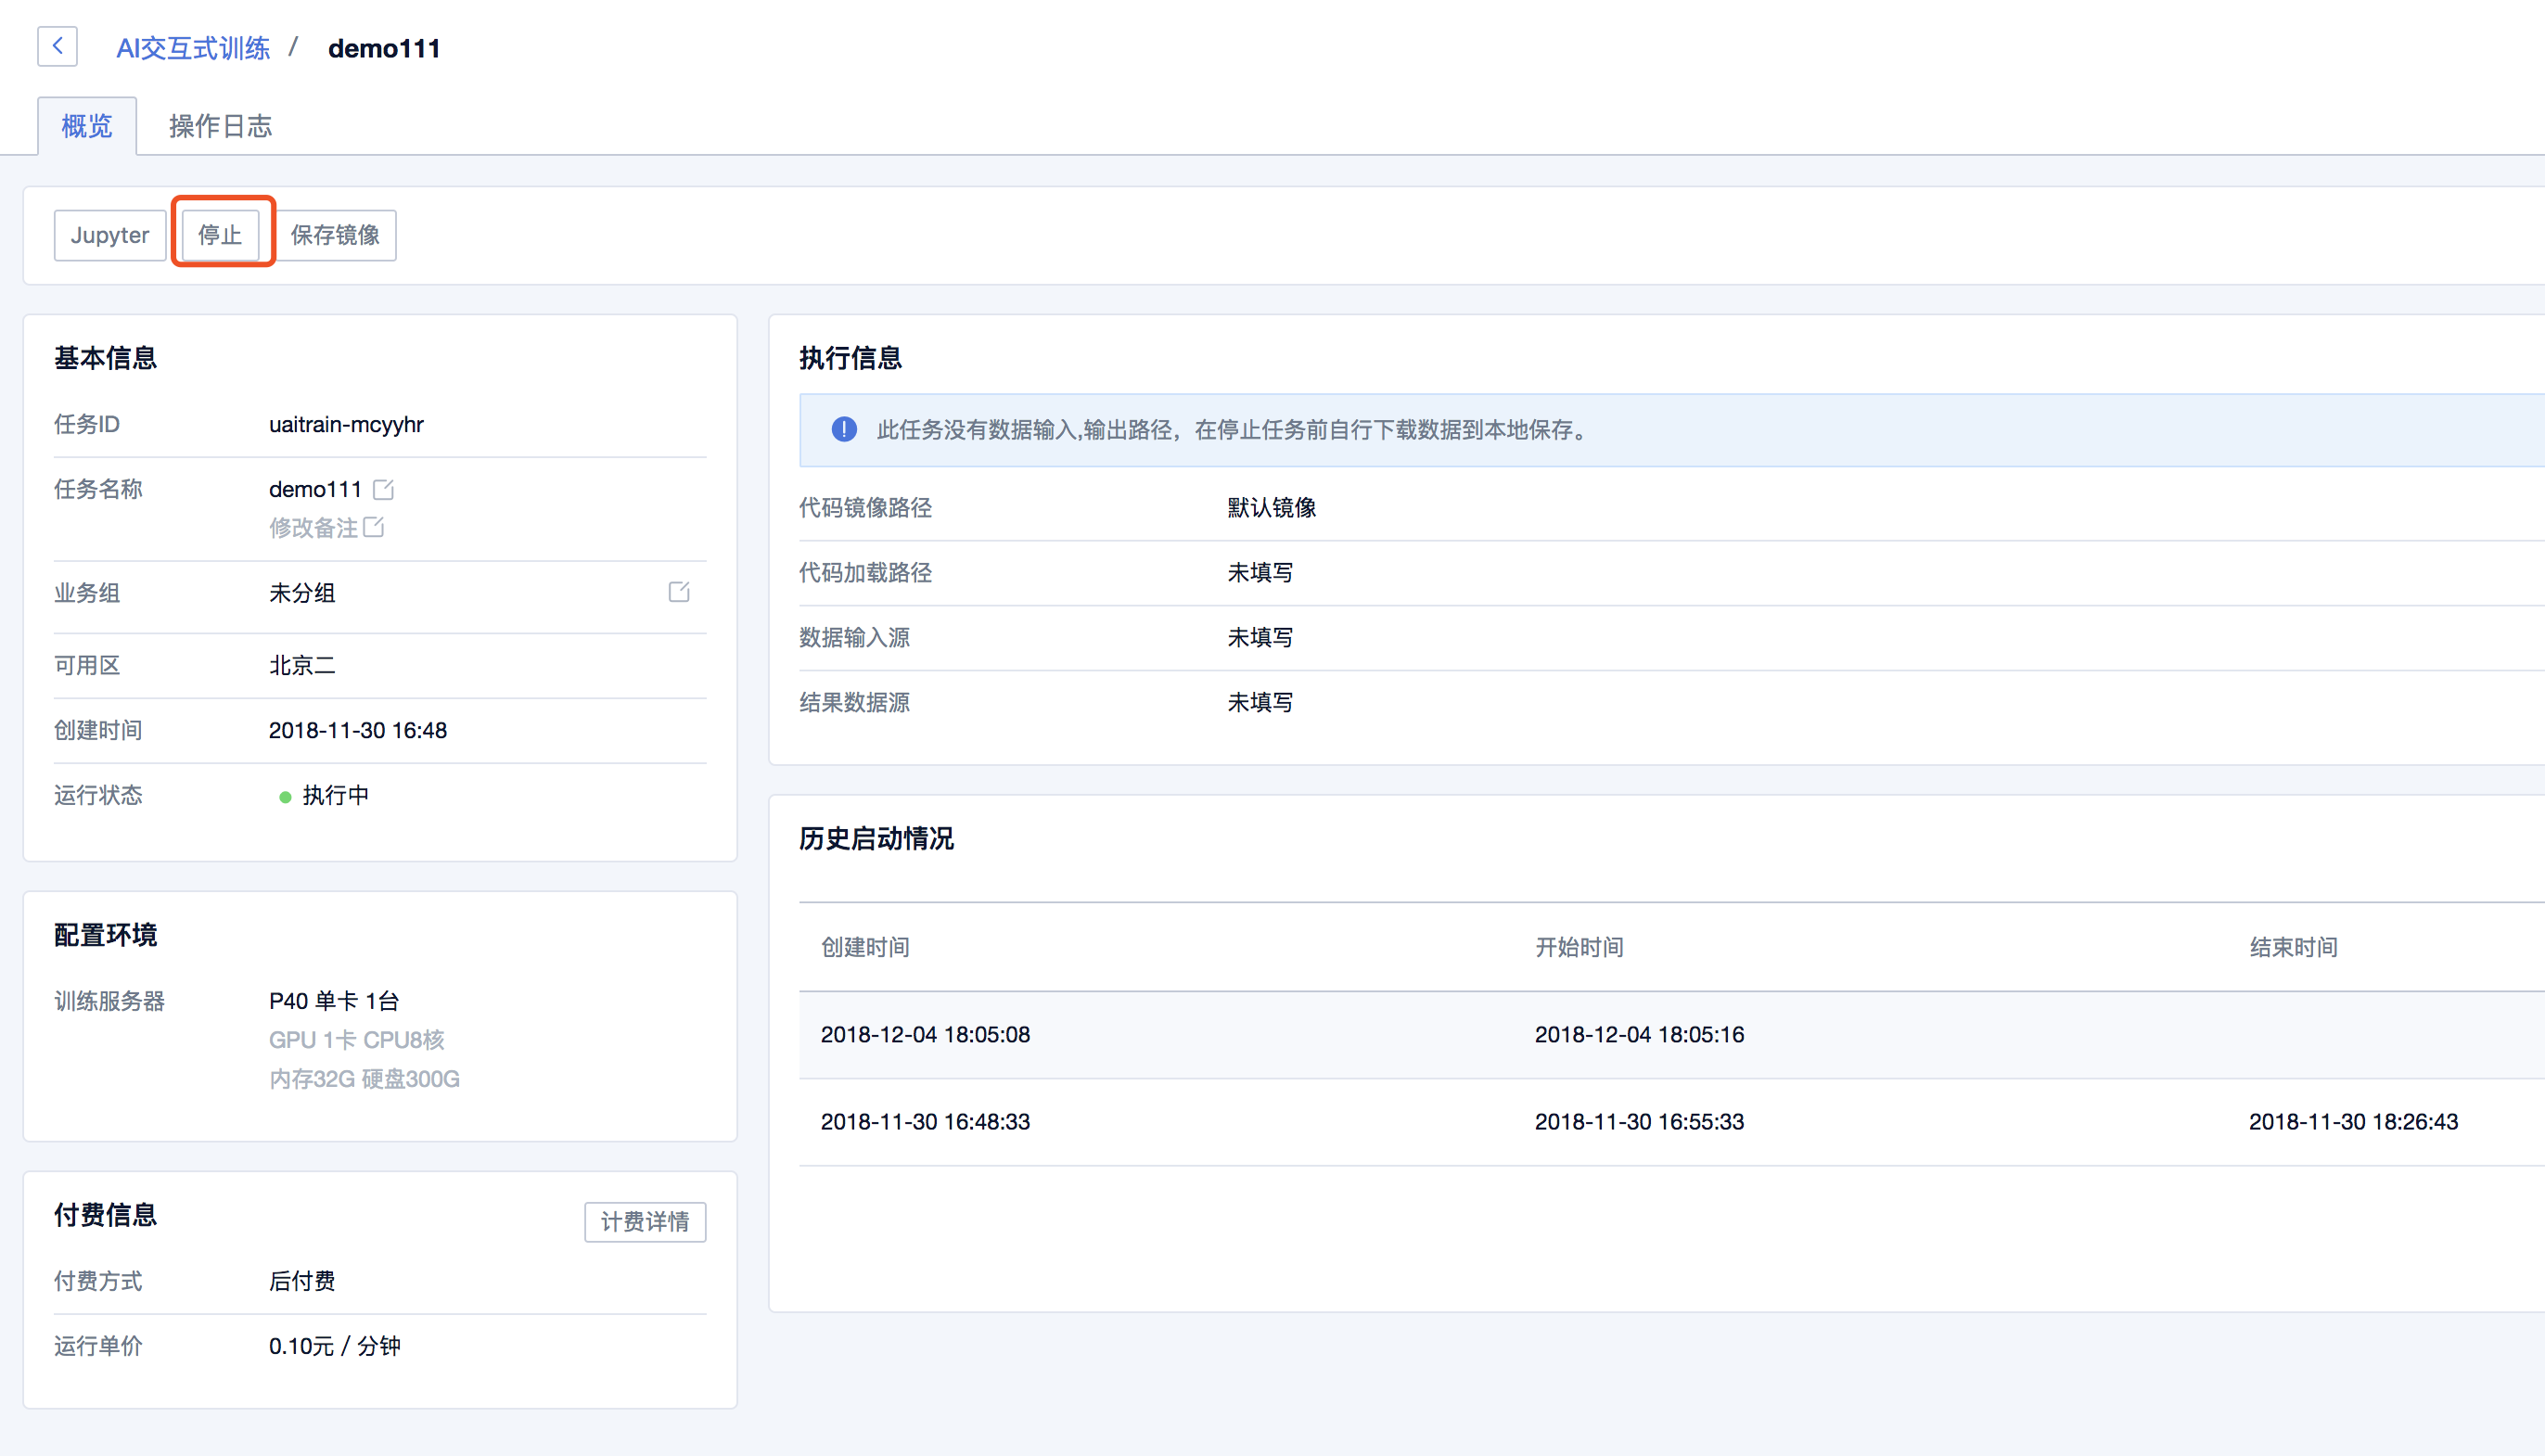 AI交互式训练 / demo111
概览 操作日志
Jupyter 停止 保存镜像
基本信息
任务ID uaitrain-mcyyhr
任务名称 demo111
修改备注
业务组 未分组
可用区 北京二
创建时间 2018-11-30 16:48
运行状态 执行中
配置环境
训练服务器 P40 单卡 1台
GPU 1卡 CPU8核
内存32G 硬盘300G
付费信息 计费详情
付费方式 后付费
运行单价 0.10元 / 分钟
执行信息
此任务没有数据输入,输出路径，在停止任务前自行下载数据到本地保存。
代码镜像路径 默认镜像
代码加载路径 未填写
数据输入源 未填写
结果数据源 未填写
历史启动情况
创建时间 开始时间 结束时间
2018-12-04 18:05:08 2018-12-04 18:05:16
2018-11-30 16:48:33 2018-11-30 16:55:33 2018-11-30 18:26:43